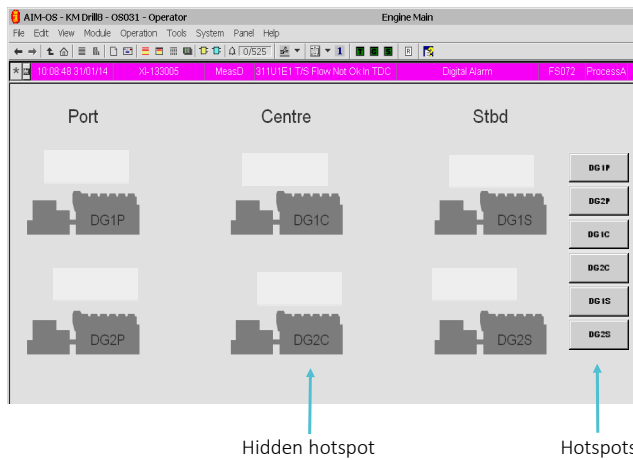 AIM-OS - KM Drill8 - OS031 - Operator Engine Main
File Edit View Module Operation Tools System Panel Help
0/525 1 R
* 10:08:48 31/01/14 XI-133005 MeasD 311U1E1 T/S Flow Not Ok In TDC Digital Alarm FS072 ProcessA
Port Centre Stbd
DG1P
DG2P
DG1P DG1C DG1S
DG1C
DG2C
DG1S
DG2P DG2C DG2S
DG2S
Hidden hotspot Hotspots